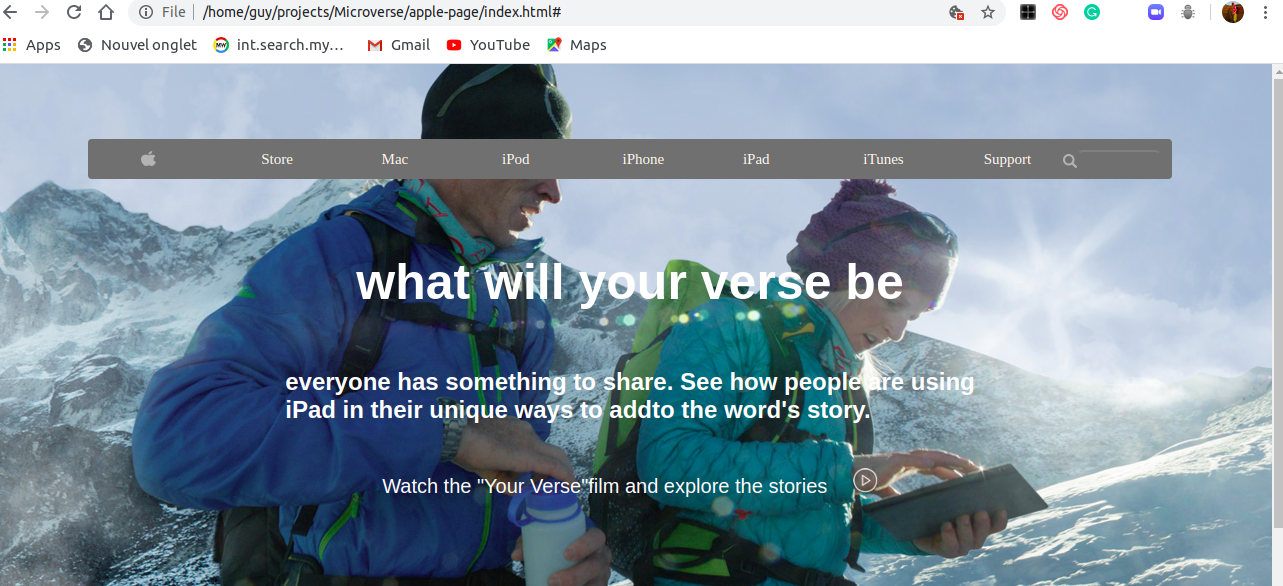 File /home/guy/projects/Microverse/apple-page/index.html#
Apps Nouvel onglet int.search.my... Gmail YouTube Maps
Store Mac iPod iPhone iPad iTunes Support
what will your verse be
everyone has something to share. See how people are using
iPad in their unique ways to addto the word's story.
Watch the "Your Verse"film and explore the stories